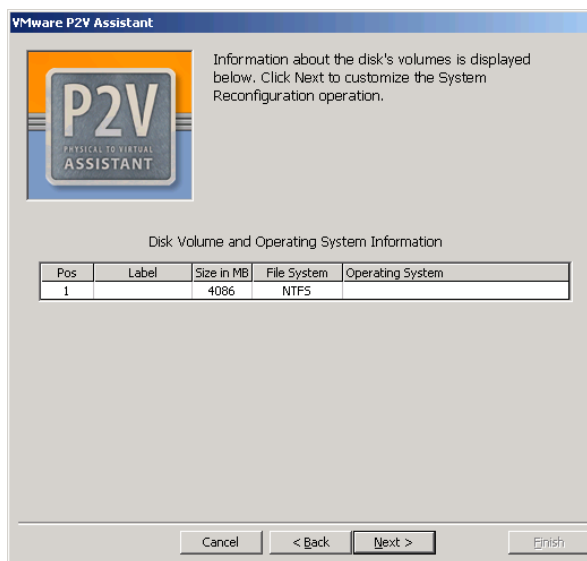 VMware P2V Assistant
Information about the disk's volumes is displayed
below. Click Next to customize the System
Reconfiguration operation.
P2V
PHYSICAL TO VIRTUAL
ASSISTANT
Disk Volume and Operating System Information
Pos Label Size in MB File System Operating System
1 4086 NTFS
Cancel < Back Next > Finish